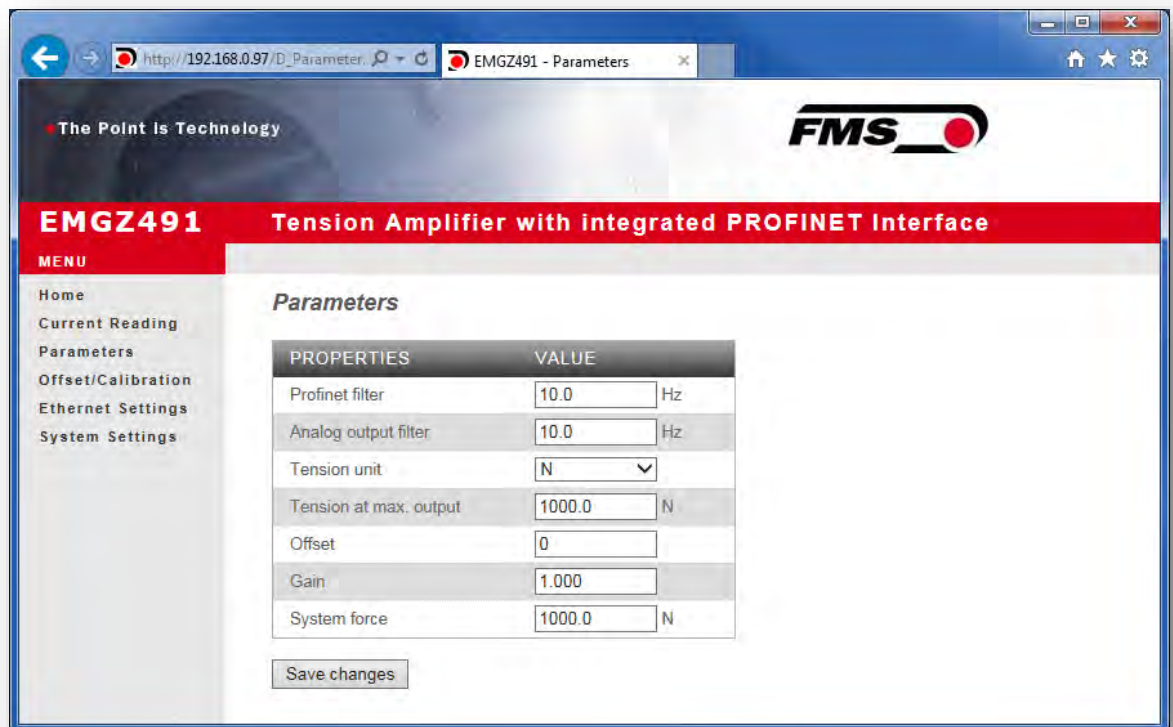 http://192.168.0.97/D_Parameter.
EMGZ491 - Parameters
The Point is Technology
FMS
EMGZ491 Tension Amplifier with integrated PROFINET Interface
MENU
Home
Current Reading
Parameters
Offset/Calibration
Ethernet Settings
System Settings
Parameters
PROPERTIES VALUE
Profinet filter 10.0 Hz
Analog output filter 10.0 Hz
Tension unit N
Tension at max. output 1000.0 N
Offset 0
Gain 1.000
System force 1000.0 N
Save changes